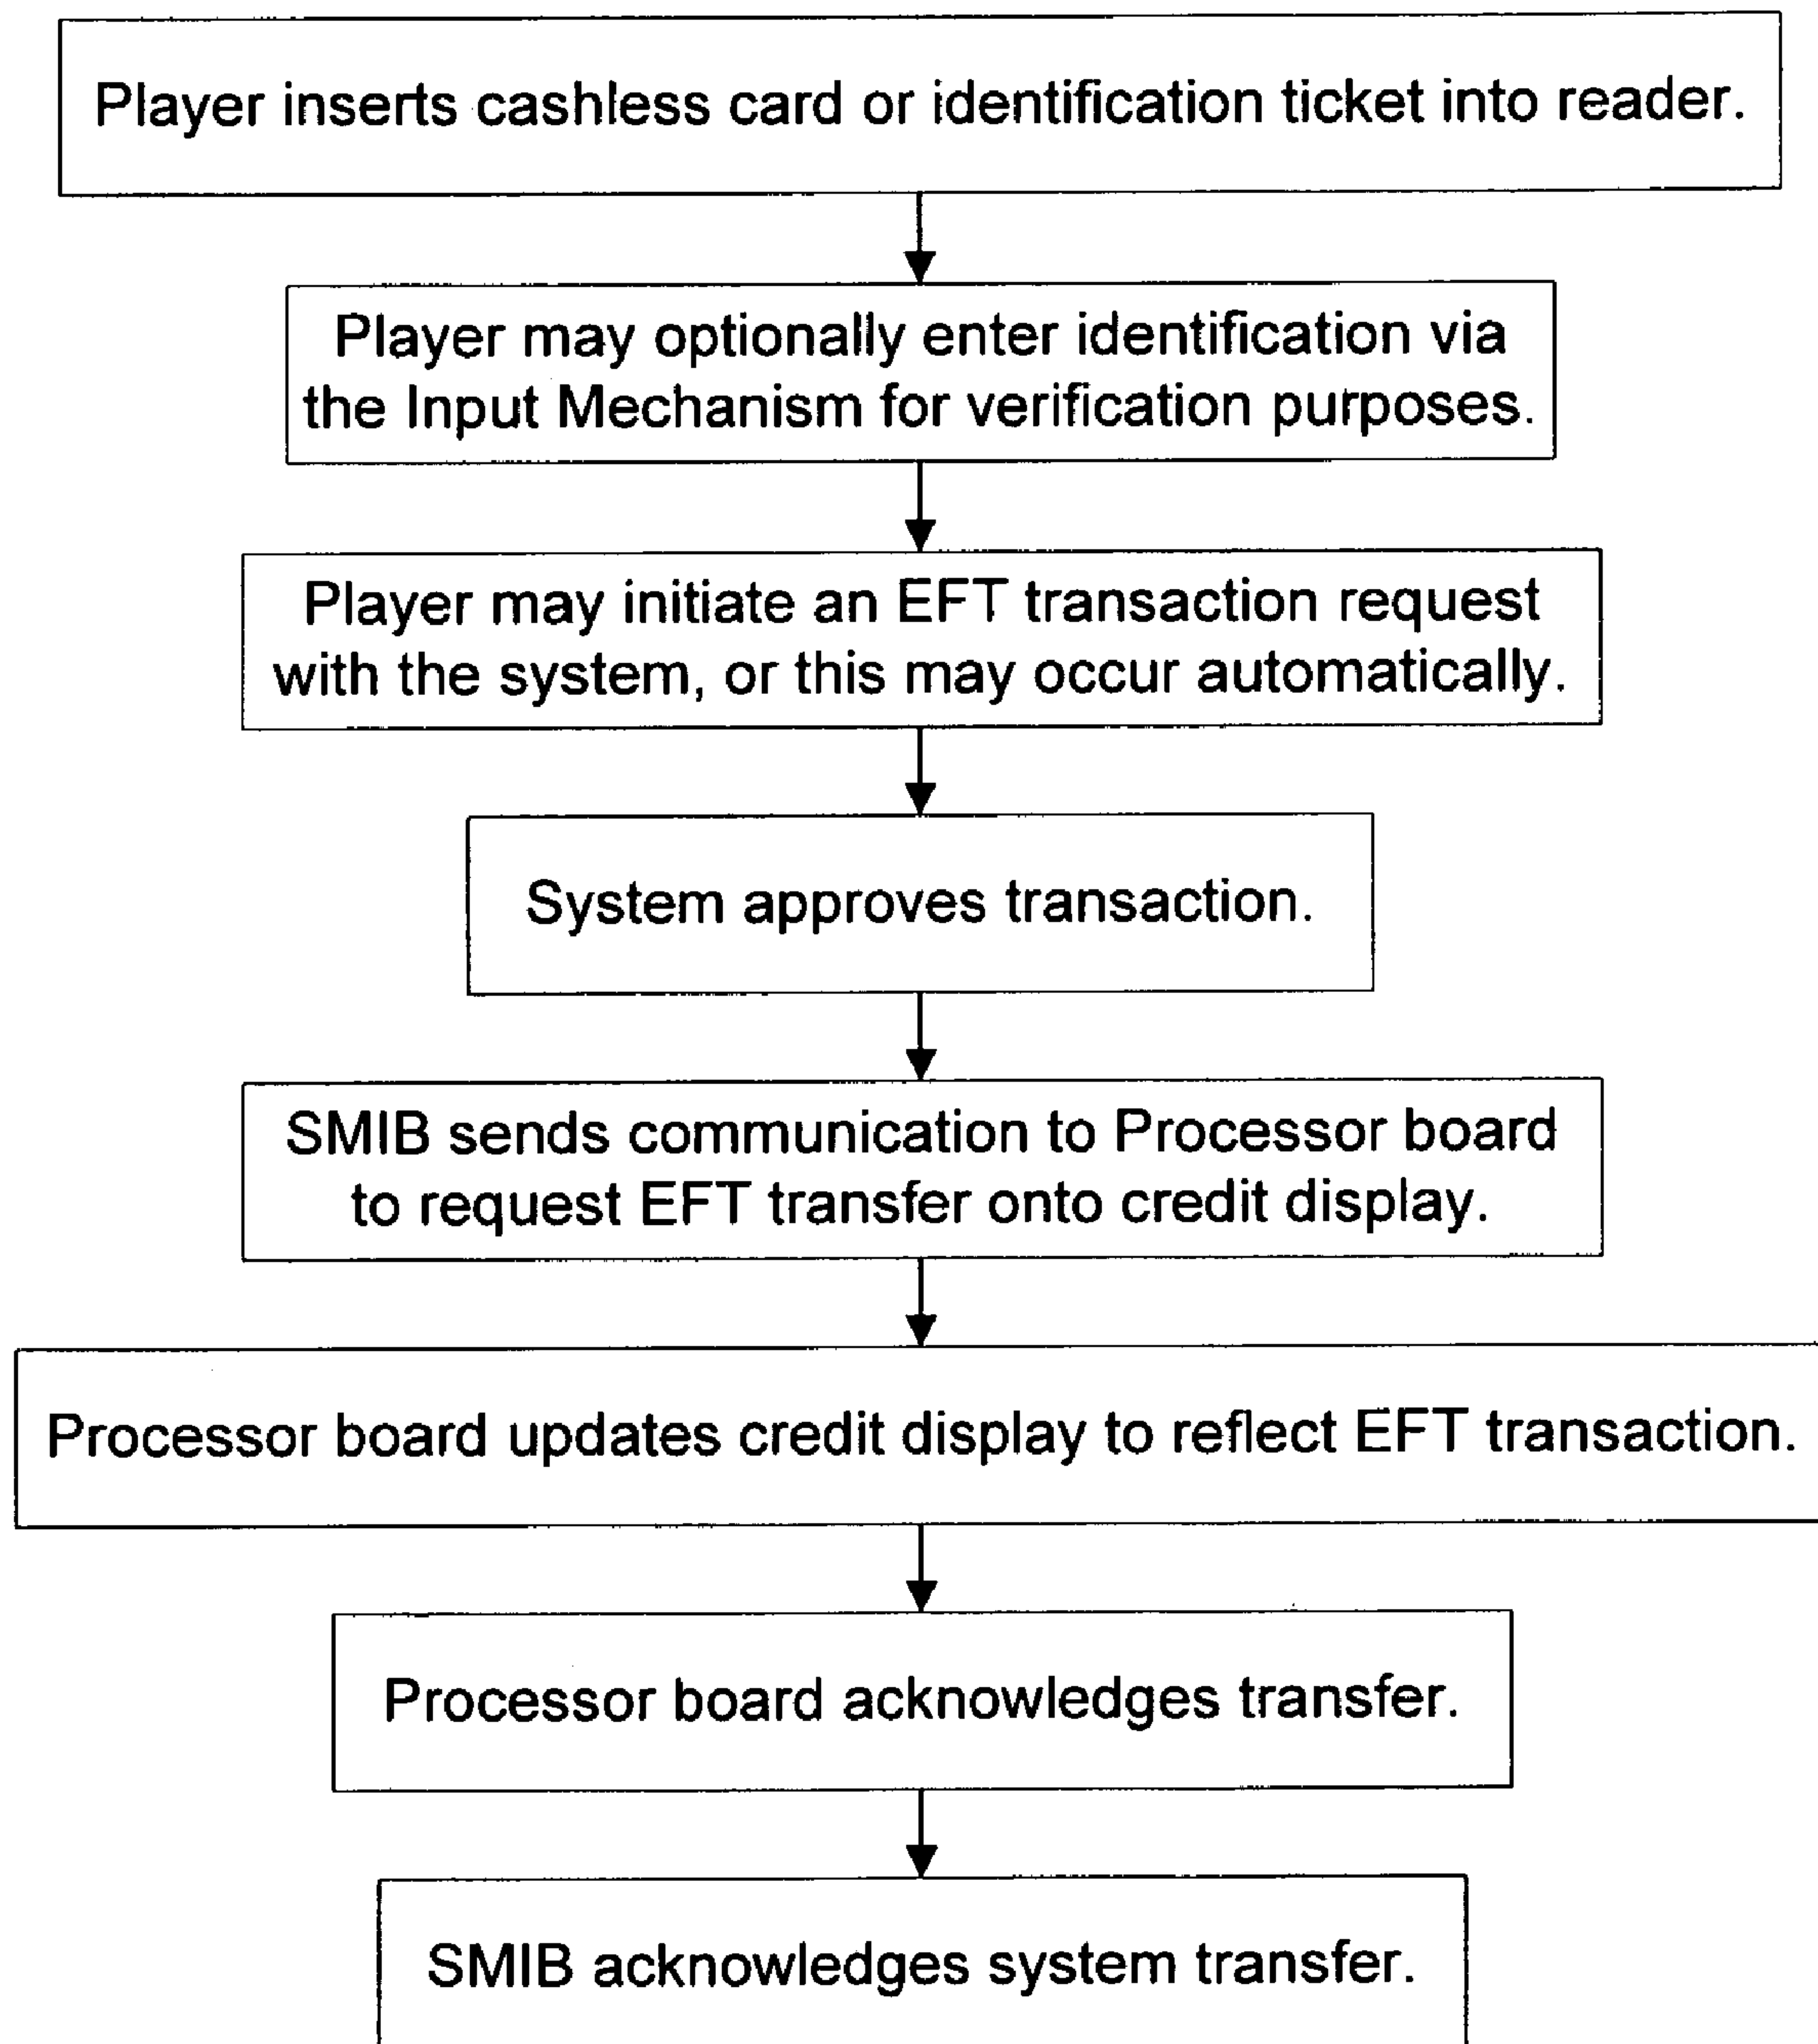 Player inserts cashless card or identification ticket into reader.
Player may optionally enter identification via
the Input Mechanism for verification purposes.
Player may initiate an EFT transaction request
with the system, or this may occur automatically.
System approves transaction.
SMIB sends communication to Processor board
to request EFT transfer onto credit display.
Processor board updates credit display to reflect EFT transaction.
Processor board acknowledges transfer.
SMIB acknowledges system transfer.